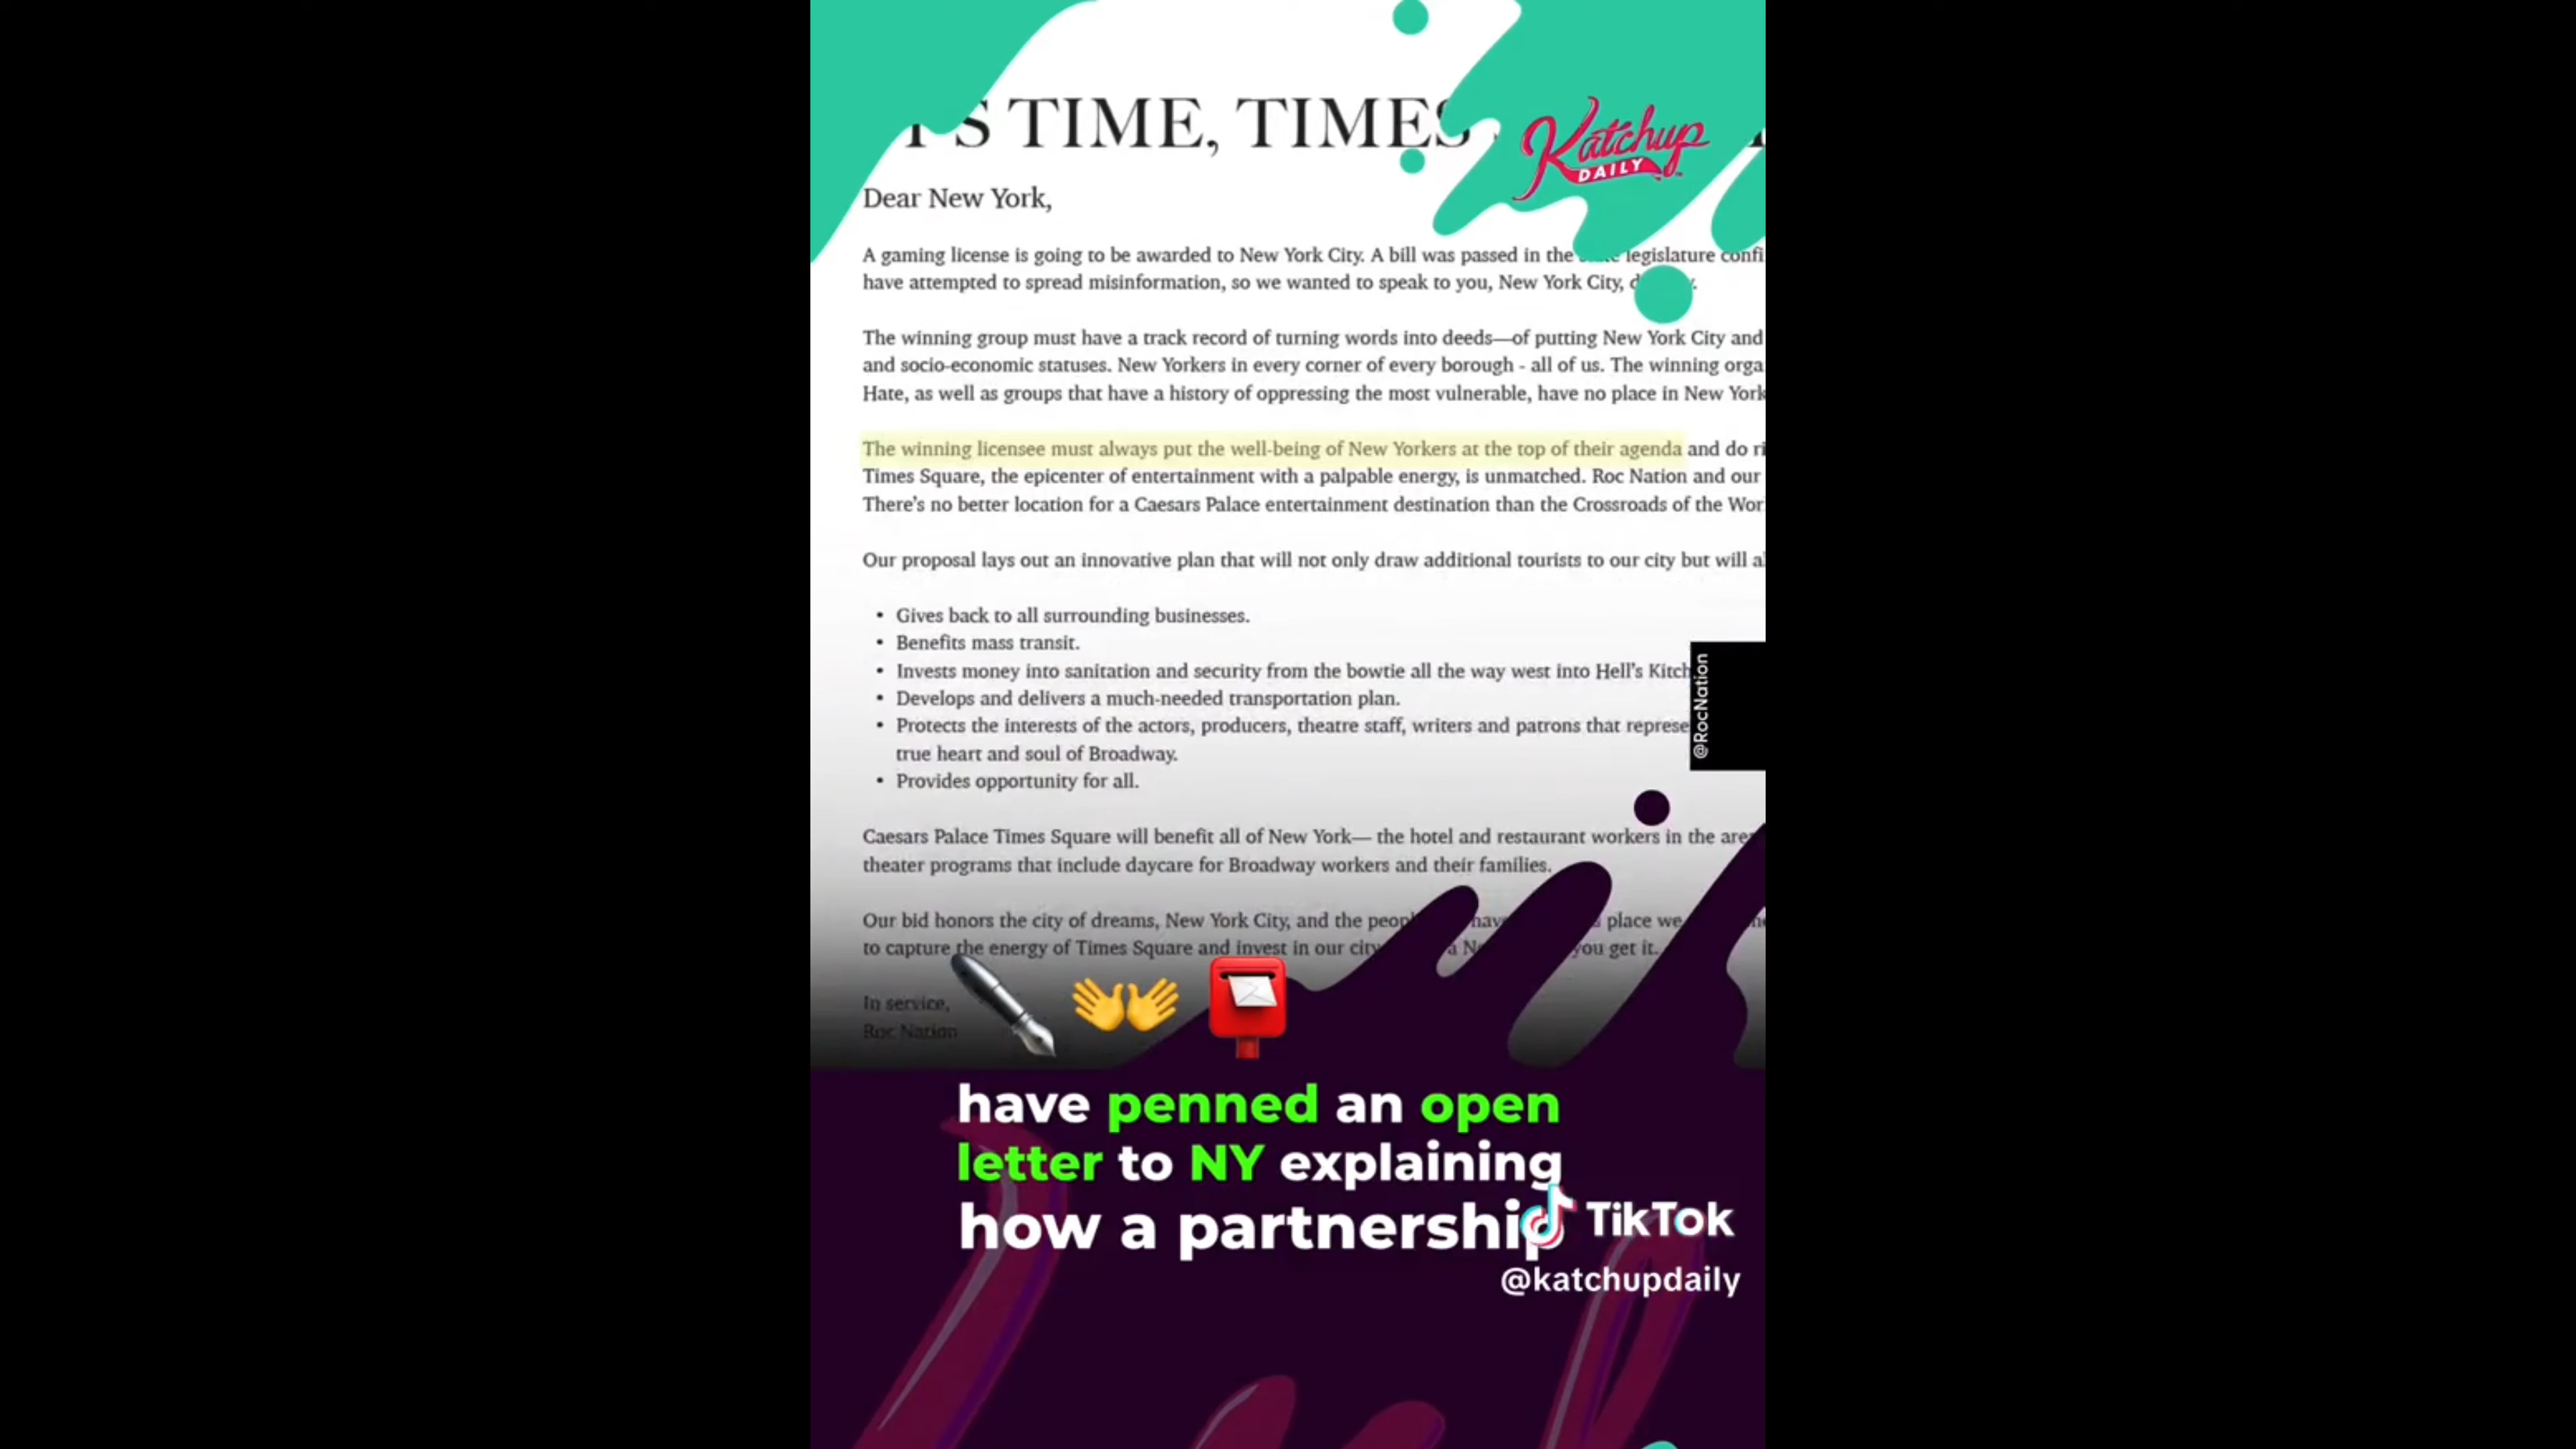 'S TIME, TIMES
Katchup
DAILY
Dear New York,
A gaming license is going to be awarded to New York City. A bill was passed in the legislature
have attempted to spread misinformation, so we wanted to speak to you, New York City,
The winning group must have a track record of turning words into deeds—of putting New York City and
and socio-economic statuses. New Yorkers in every corner of every borough - all of us. The winning
Hate, as well as groups that have a history of oppressing the most vulnerable, have no place in New York
The winning licensee must always put the well-being of New Yorkers at the top of their agenda and do
Times Square, the epicenter of entertainment with a palpable energy, is unmatched. Roc Nation and our
There's no better location for a Caesars Palace entertainment destination than the Crossroads of the
Our proposal lays out an innovative plan that will not only draw additional tourists to our city but will
• Gives back to all surrounding businesses.
• Benefits mass transit.
• Invests money into sanitation and security from the bowtie all the way west into Hell's
• Develops and delivers a much-needed transportation plan.
• Protects the interests of the actors, producers, theatre staff, writers and patrons that
true heart and soul of Broadway.
• Provides opportunity for all.
@RocNation
Caesars Palace Times Square will benefit all of New York— the hotel and restaurant workers in the
theater programs that include daycare for Broadway workers and their families.
Our bid honors the city of dreams, New York City, and the place we
to capture the energy of Times Square and invest in our you get it.
In service,
Roc Nation
have penned an open
letter to NY explaining
how a partnership
TikTok
@katchupdaily